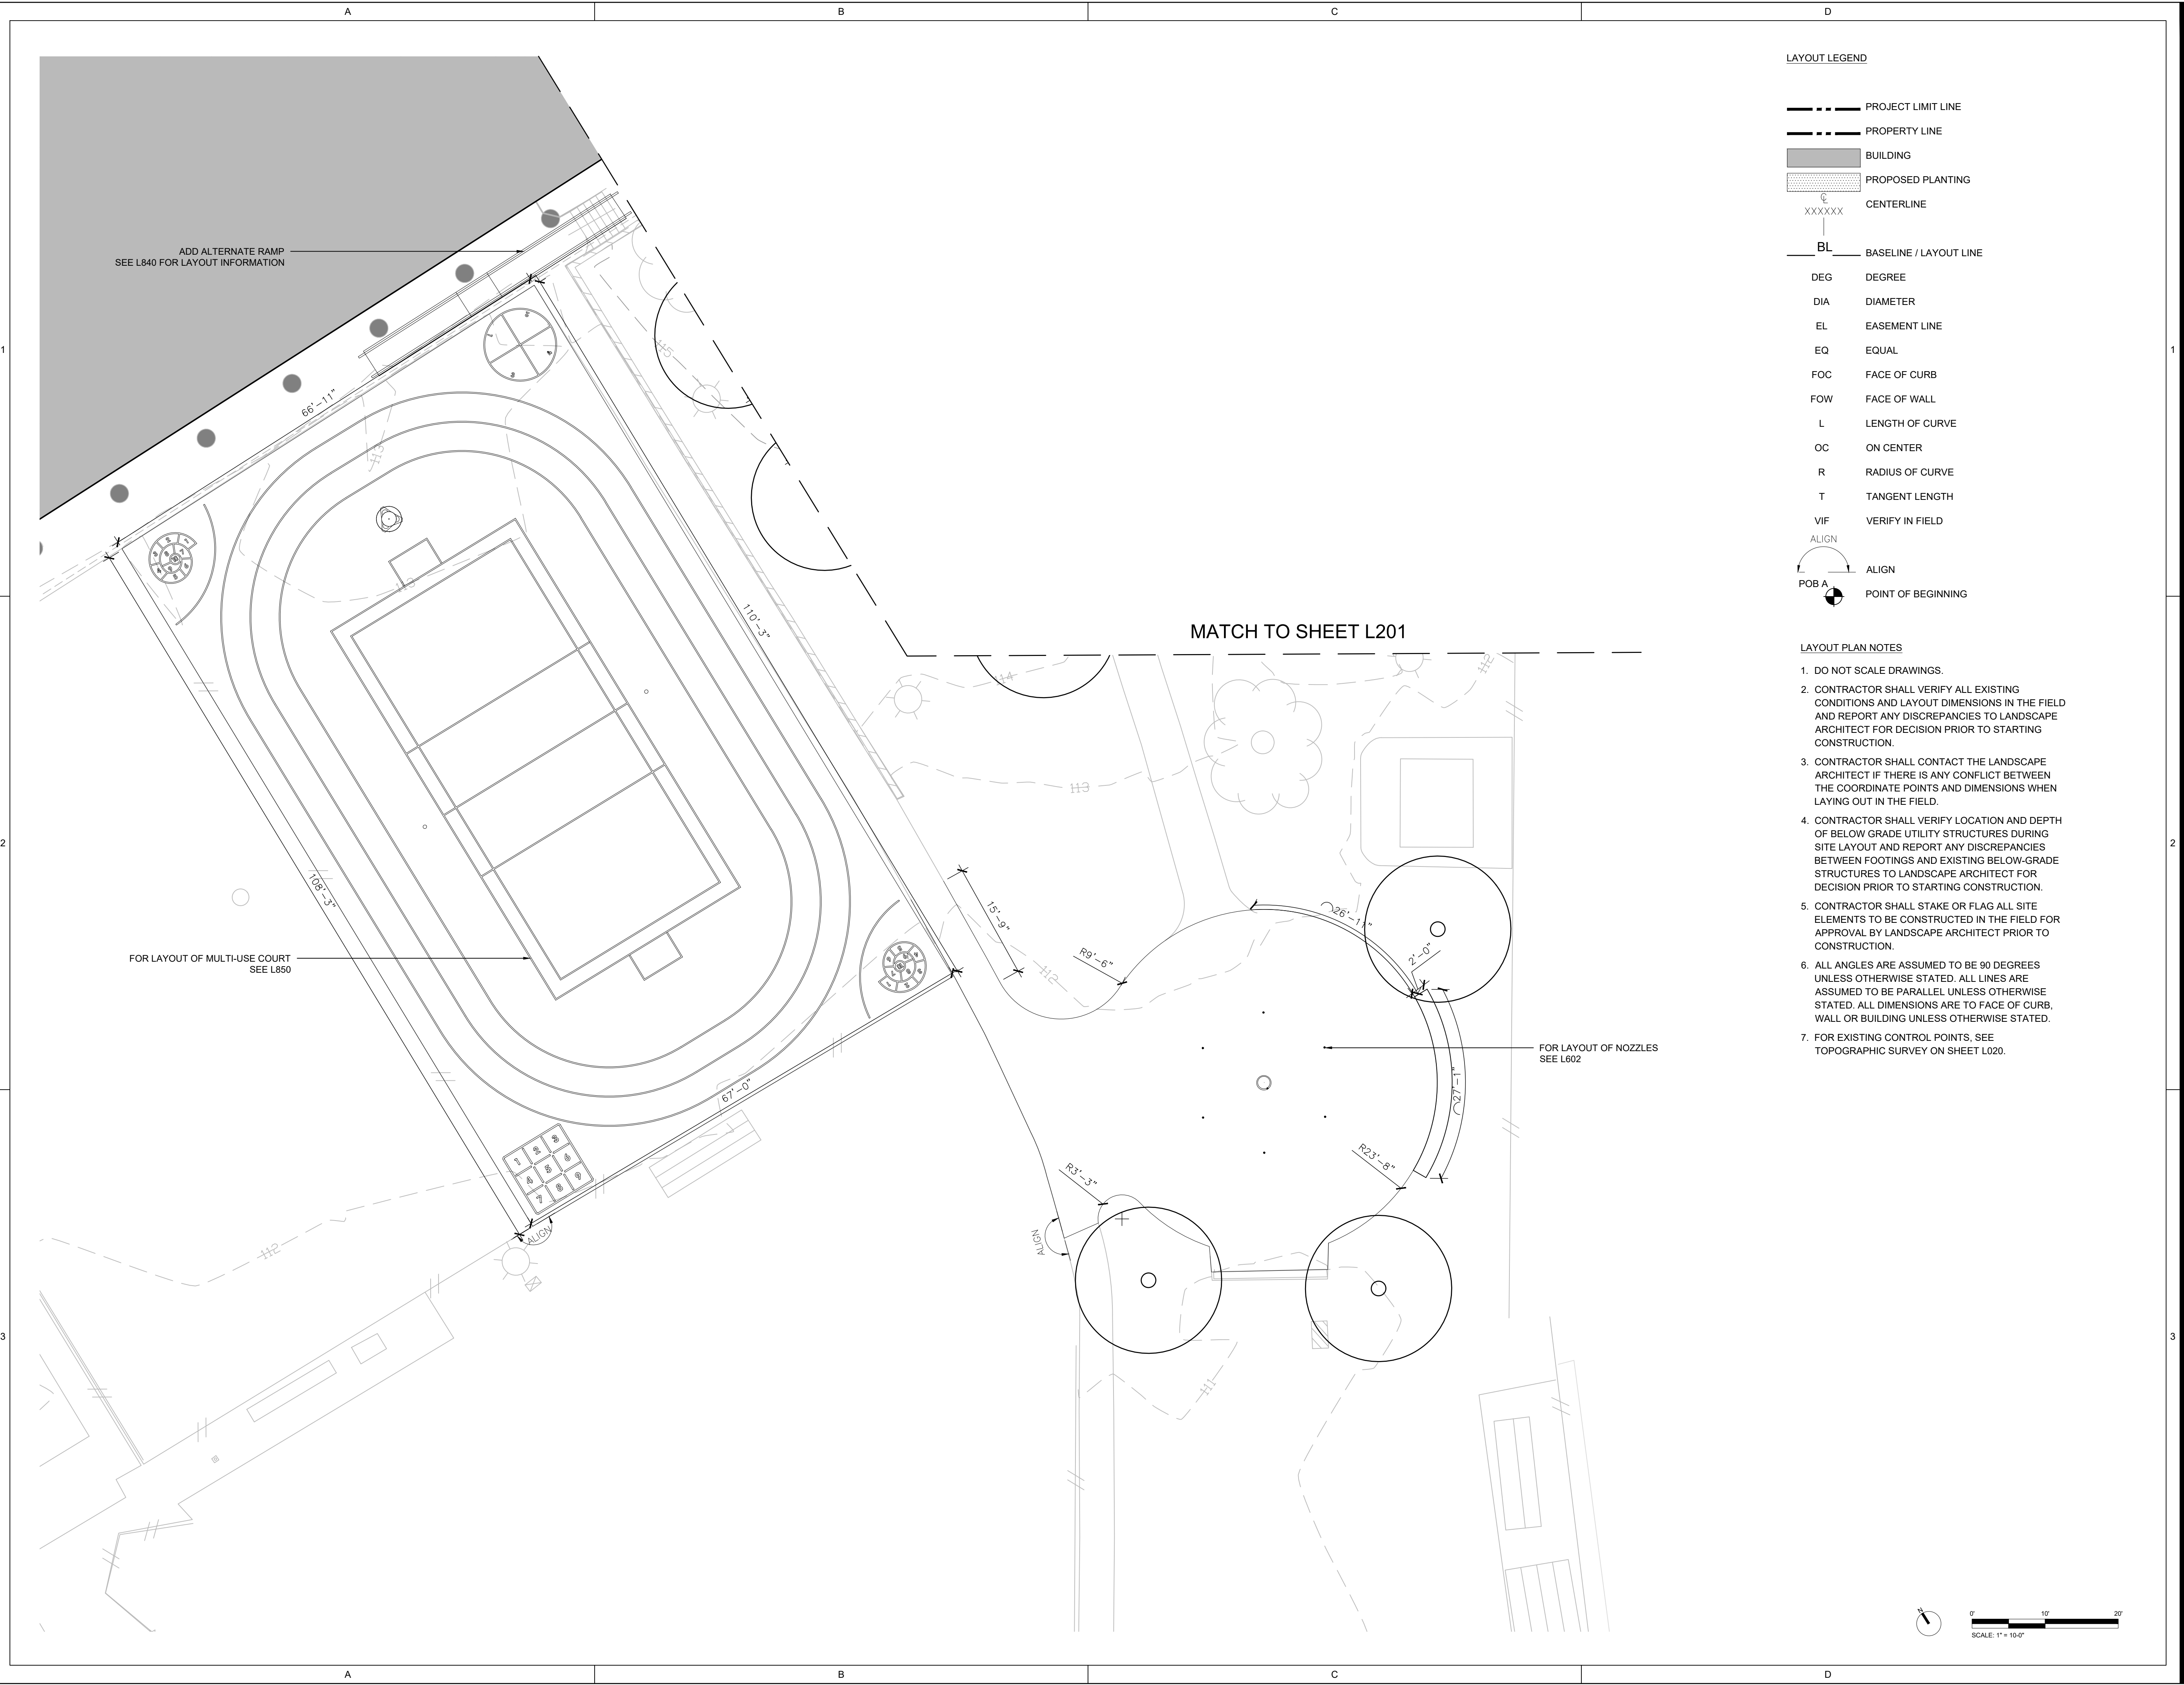 A
B
C
D
LAYOUT LEGEND
PROJECT LIMIT LINE
PROPERTY LINE
BUILDING
PROPOSED PLANTING
CENTERLINE
XXXXXX
BL
BASELINE / LAYOUT LINE
DEG DEGREE
DIA DIAMETER
EL EASEMENT LINE
EQ EQUAL
FOC FACE OF CURB
FOW FACE OF WALL
L LENGTH OF CURVE
OC ON CENTER
R RADIUS OF CURVE
T TANGENT LENGTH
VIF VERIFY IN FIELD
ALIGN
ALIGN
POB A
POINT OF BEGINNING
LAYOUT PLAN NOTES
1. DO NOT SCALE DRAWINGS.
2. CONTRACTOR SHALL VERIFY ALL EXISTING
CONDITIONS AND LAYOUT DIMENSIONS IN THE FIELD
AND REPORT ANY DISCREPANCIES TO LANDSCAPE
ARCHITECT FOR DECISION PRIOR TO STARTING
CONSTRUCTION.
3. CONTRACTOR SHALL CONTACT THE LANDSCAPE
ARCHITECT IF THERE IS ANY CONFLICT BETWEEN
THE COORDINATE POINTS AND DIMENSIONS WHEN
LAYING OUT IN THE FIELD.
4. CONTRACTOR SHALL VERIFY LOCATION AND DEPTH
OF BELOW GRADE UTILITY STRUCTURES DURING
SITE LAYOUT AND REPORT ANY DISCREPANCIES
BETWEEN FOOTINGS AND EXISTING BELOW-GRADE
STRUCTURES TO LANDSCAPE ARCHITECT FOR
DECISION PRIOR TO STARTING CONSTRUCTION.
5. CONTRACTOR SHALL STAKE OR FLAG ALL SITE
ELEMENTS TO BE CONSTRUCTED IN THE FIELD FOR
APPROVAL BY LANDSCAPE ARCHITECT PRIOR TO
CONSTRUCTION.
6. ALL ANGLES ARE ASSUMED TO BE 90 DEGREES
UNLESS OTHERWISE STATED. ALL LINES ARE
ASSUMED TO BE PARALLEL UNLESS OTHERWISE
STATED. ALL DIMENSIONS ARE TO FACE OF CURB,
WALL OR BUILDING UNLESS OTHERWISE STATED.
7. FOR EXISTING CONTROL POINTS, SEE
TOPOGRAPHIC SURVEY ON SHEET L020.
ADD ALTERNATE RAMP
SEE L840 FOR LAYOUT INFORMATION
66'-11"
115
113
113
110'-3"
MATCH TO SHEET L201
114
112
113
108'-3"
15'-9"
R9'-6"
26'-11"
2'-0"
112
FOR LAYOUT OF MULTI-USE COURT
SEE L850
FOR LAYOUT OF NOZZLES
SEE L602
67'-0"
27'-1"
R23'-8"
R3'-3"
1 2 3
4 5 6
7 8 9
ALIGN
ALIGN
112
111
N
0' 10' 20'
SCALE: 1" = 10-0"
1
1
2
2
3
3
A
B
C
D